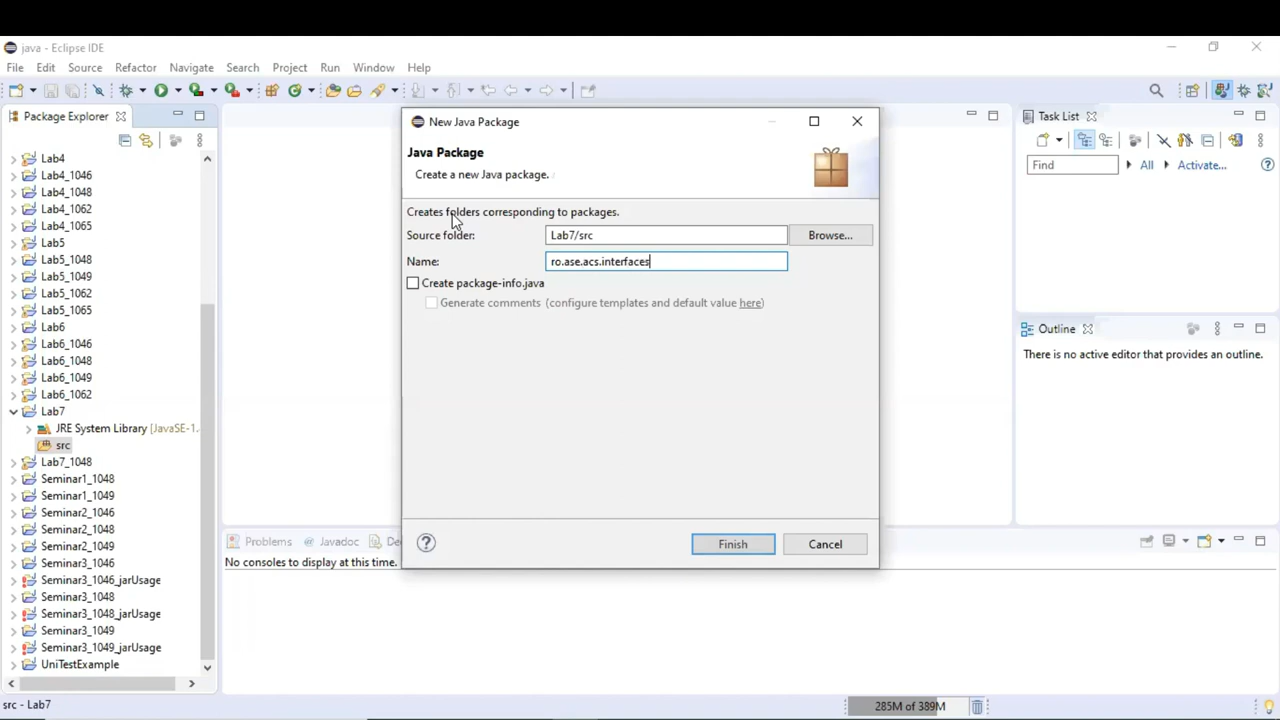 java - Eclipse IDE
File Edit Source Refactor Navigate Search Project Run Window Help
Package Explorer
Lab4
Lab4_1046
Lab4_1048
Lab4_1062
Lab4_1065
Lab5
Lab5_1048
Lab5_1049
Lab5_1062
Lab5_1065
Lab6
Lab6_1046
Lab6_1048
Lab6_1049
Lab6_1062
Lab7
JRE System Library [JavaSE-1.
src
Lab7_1048
Seminar1_1048
Seminar1_1049
Seminar2_1046
Seminar2_1048
Seminar2_1049
Seminar3_1046
Seminar3_1046_jarUsage
Seminar3_1048
Seminar3_1048_jarUsage
Seminar3_1049
Seminar3_1049_jarUsage
UniTestExample
New Java Package
Java Package
Create a new Java package.
Creates folders corresponding to packages.
Source folder: Lab7/src Browse...
Name: ro.ase.acs.interfaces
Create package-info.java
Generate comments (configure templates and default value here)
? Finish Cancel
Problems Javadoc De
No consoles to display at this time.
Task List
Find All Activate... ?
Outline
There is no active editor that provides an outline.
src - Lab7
285M of 389M